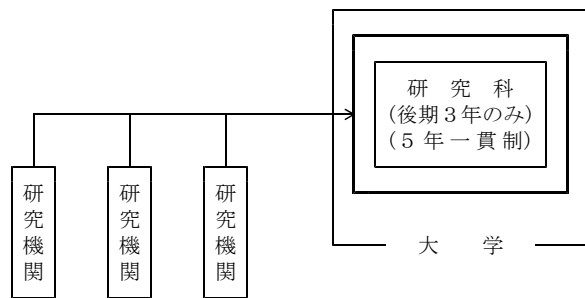 研究科
(後期3年のみ)
(5年一貫制)
研究機関
研究機関
研究機関
大学